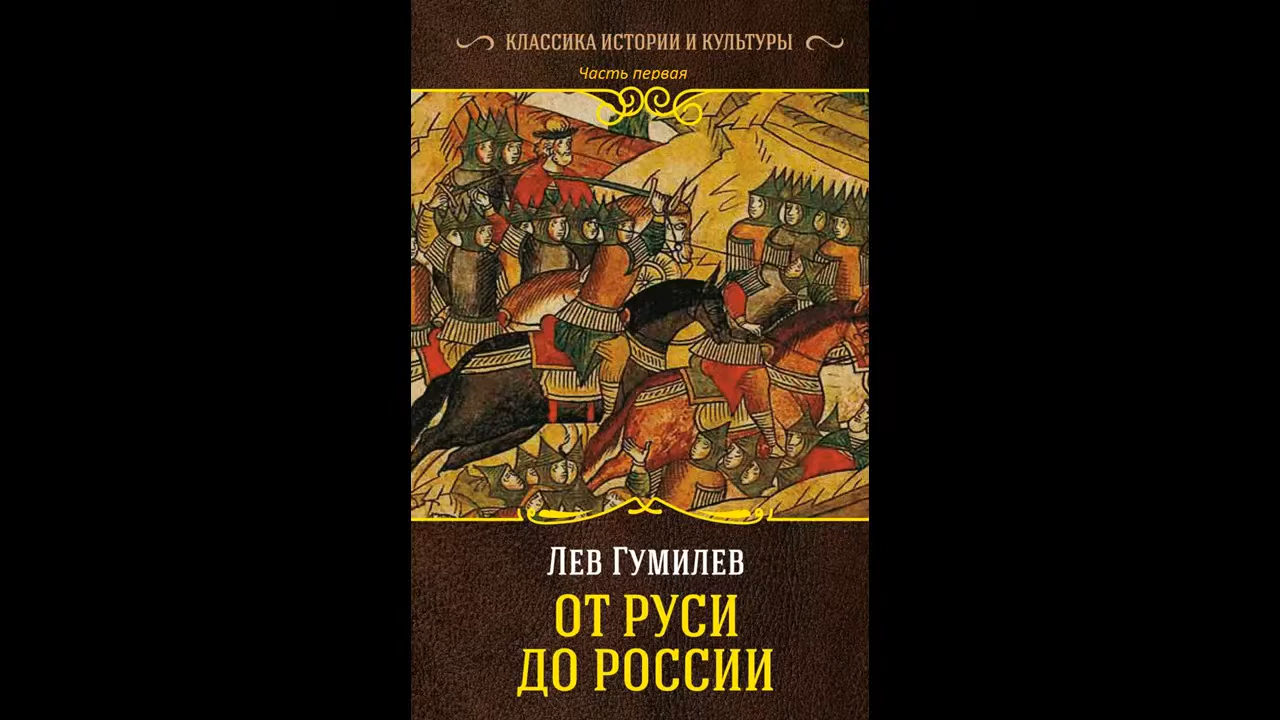 КЛАССИКА ИСТОРИИ И КУЛЬТУРЫ
Часть первая
ЛЕВ ГУМИЛЕВ
ОТ РУСИ
ДО РОССИИ